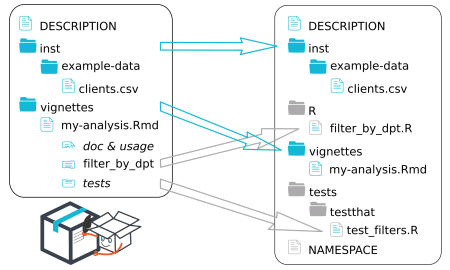 DESCRIPTION
inst
example-data
clients.csv
vignettes
my-analysis.Rmd
doc & usage
filter_by_dpt
tests
DESCRIPTION
inst
example-data
clients.csv
R
filter_by_dpt.R
vignettes
my-analysis.Rmd
tests
testthat
test_filters.R
NAMESPACE